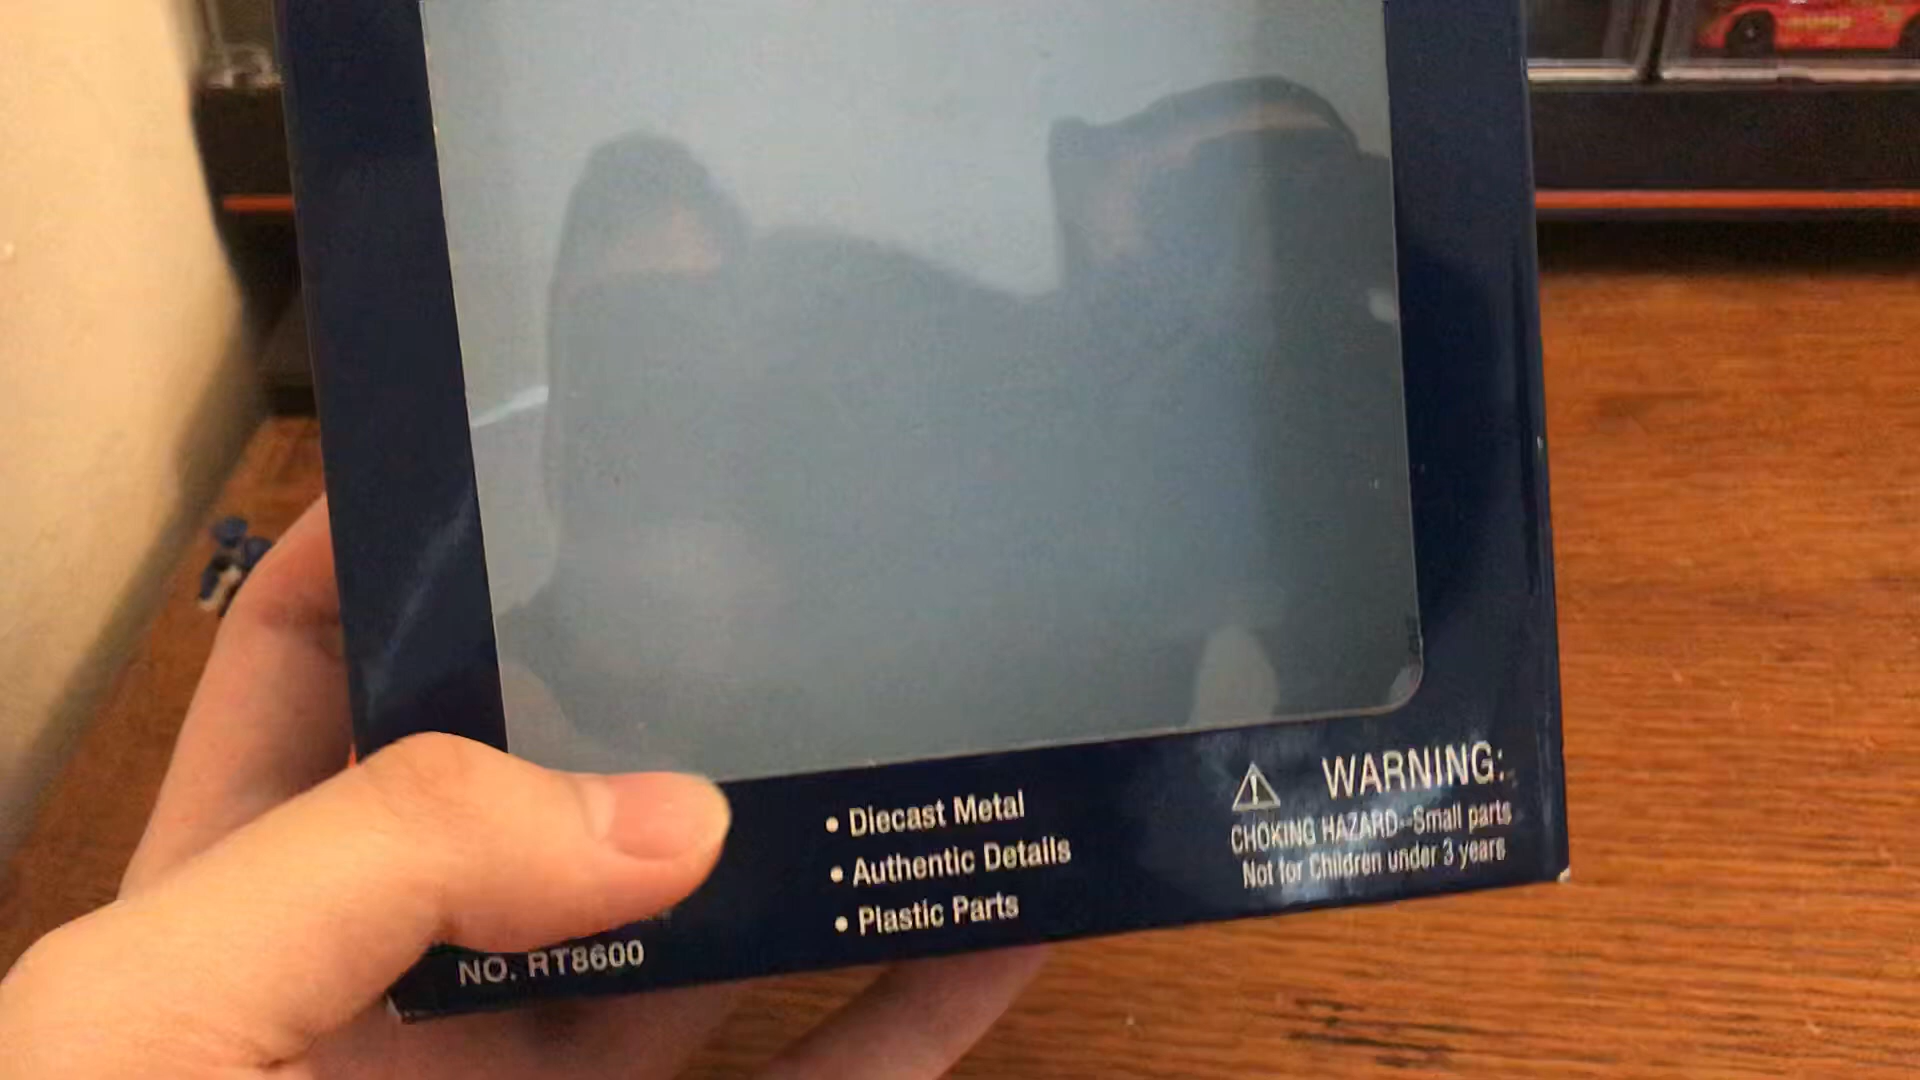 • Diecast Metal
• Authentic Details
• Plastic Parts
NO. RT8600
WARNING:
CHOKING HAZARD--Small parts
Not for Children under 3 years